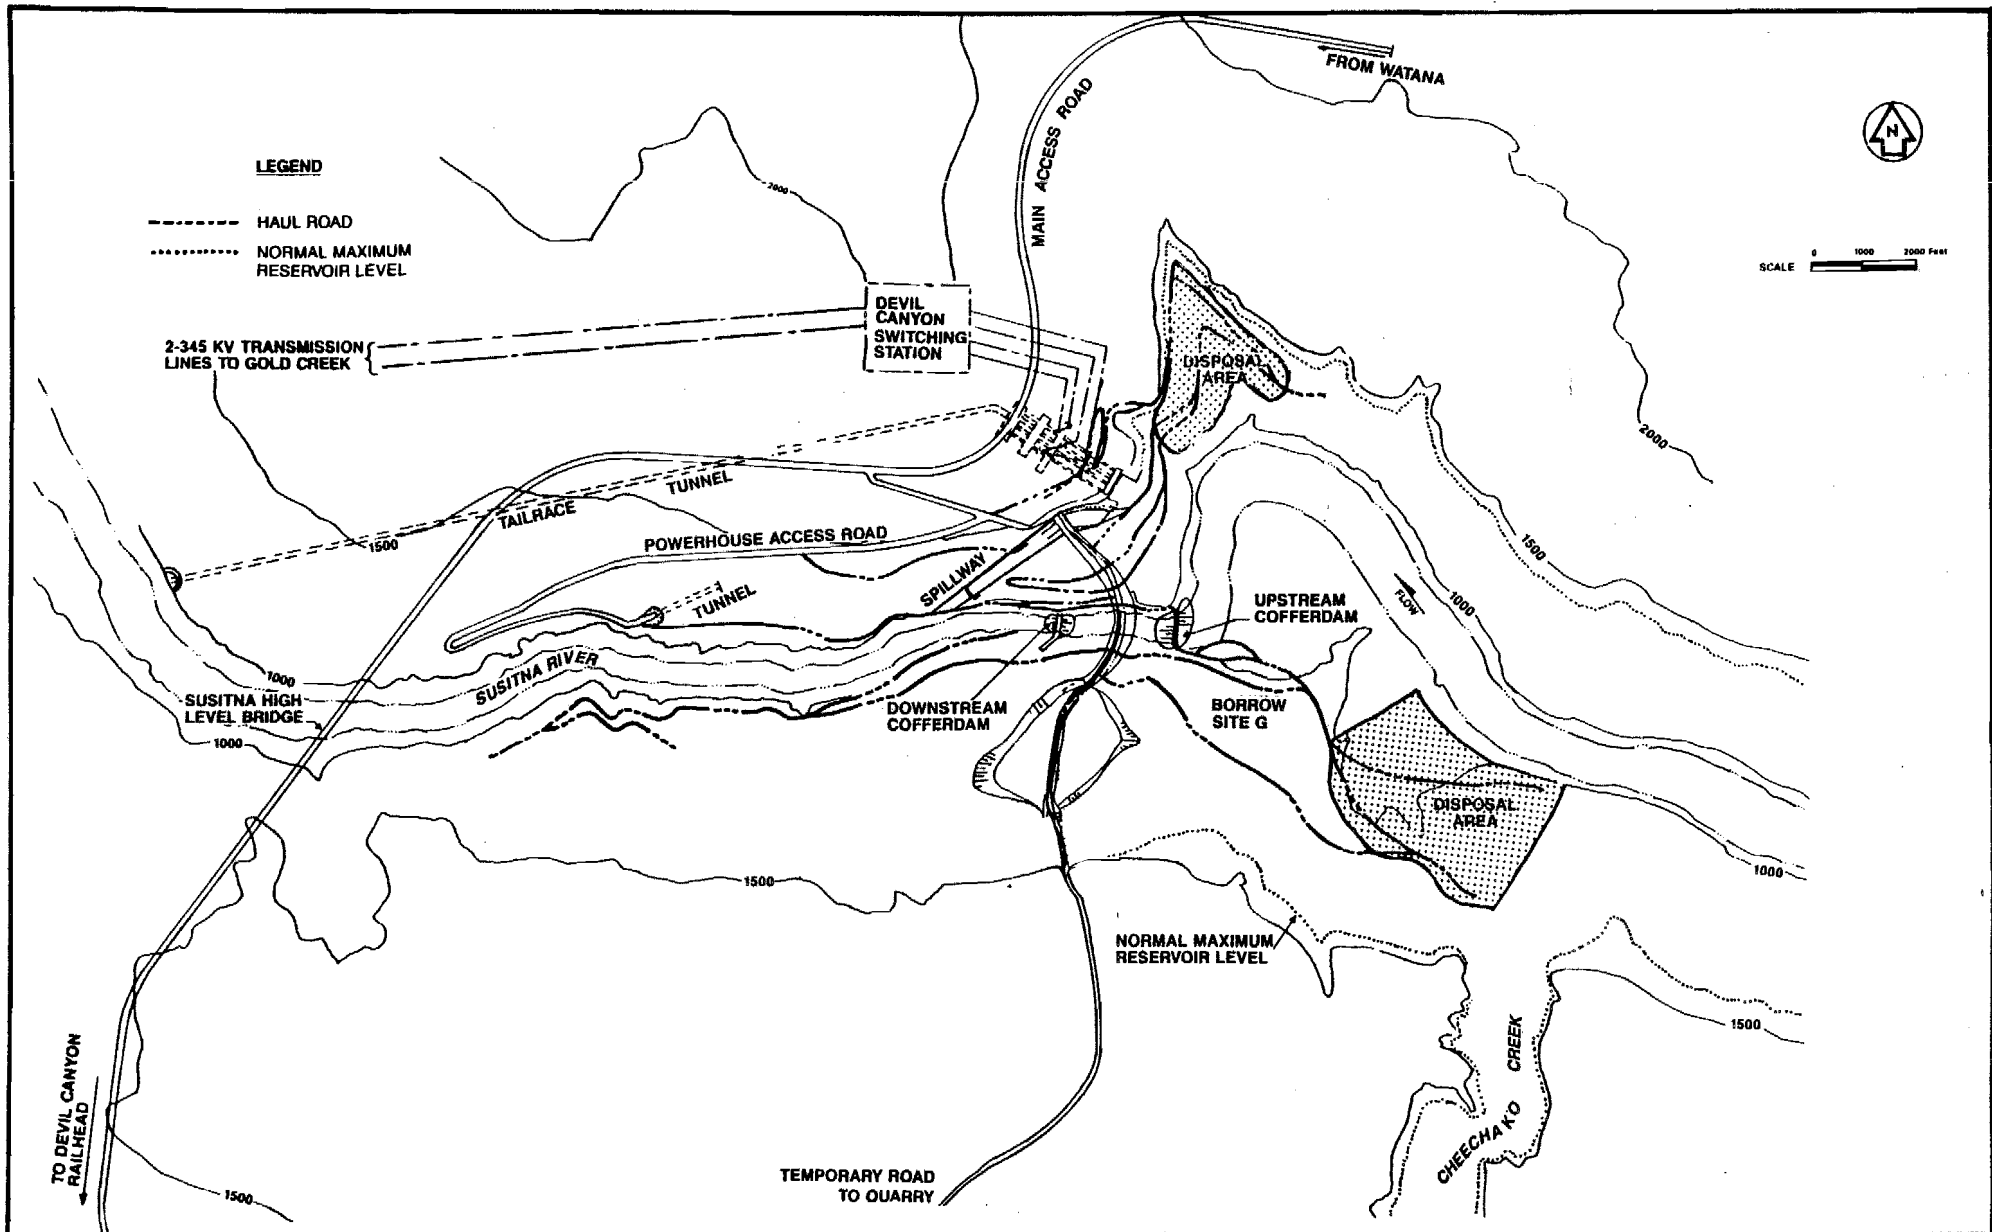 FROM WATANA
MAIN ACCESS ROAD
N
LEGEND
HAUL ROAD
NORMAL MAXIMUM
RESERVOIR LEVEL
2000
SCALE
0 1000 2000 Feet
DEVIL
CANYON
SWITCHING
STATION
2-345 KV TRANSMISSION
LINES TO GOLD CREEK
DISPOSAL
AREA
2000
TAILRACE TUNNEL
1500
POWERHOUSE ACCESS ROAD
1500
SPILLWAY
TUNNEL
FLOW
1000
UPSTREAM
COFFERDAM
1000
SUSITNA RIVER
SUSITNA HIGH
LEVEL BRIDGE
1000
DOWNSTREAM
COFFERDAM
BORROW
SITE G
DISPOSAL
AREA
1000
1500
NORMAL MAXIMUM
RESERVOIR LEVEL
1500
CHEECHAKO CREEK
TO DEVIL CANYON
RAILHEAD
1500
TEMPORARY ROAD
TO QUARRY